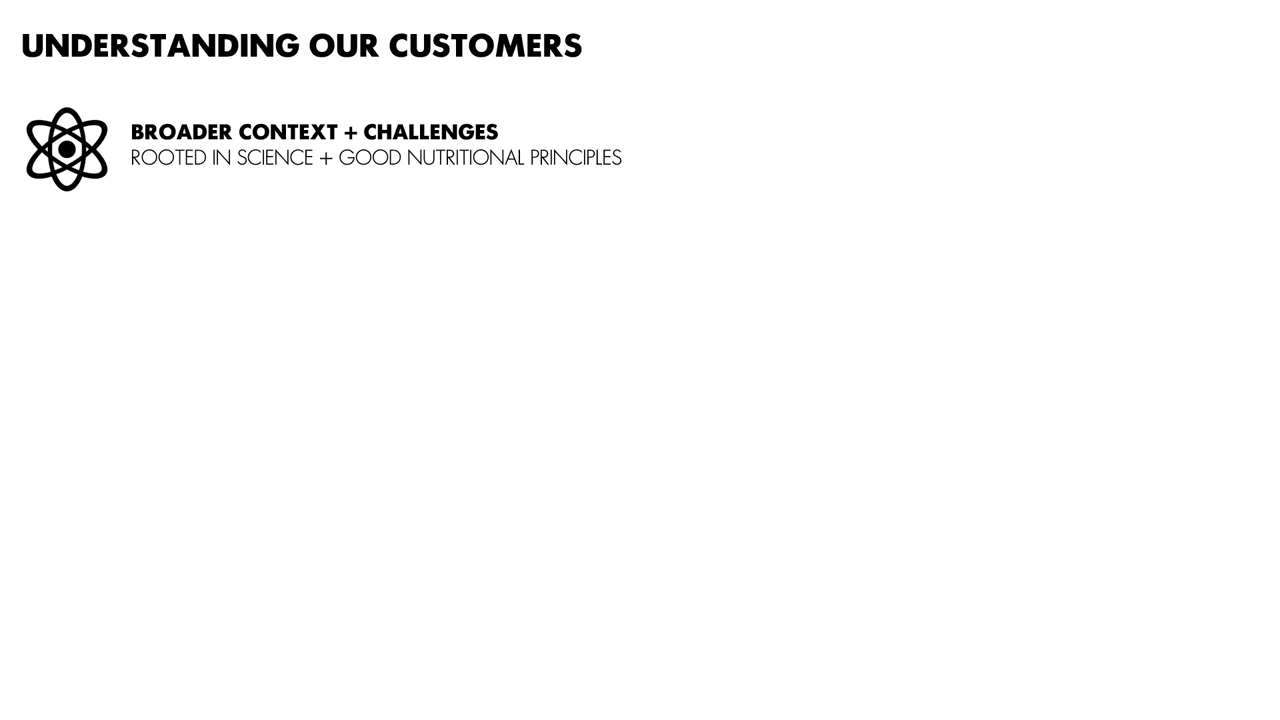 UNDERSTANDING OUR CUSTOMERS
BROADER CONTEXT + CHALLENGES
ROOTED IN SCIENCE + GOOD NUTRITIONAL PRINCIPLES